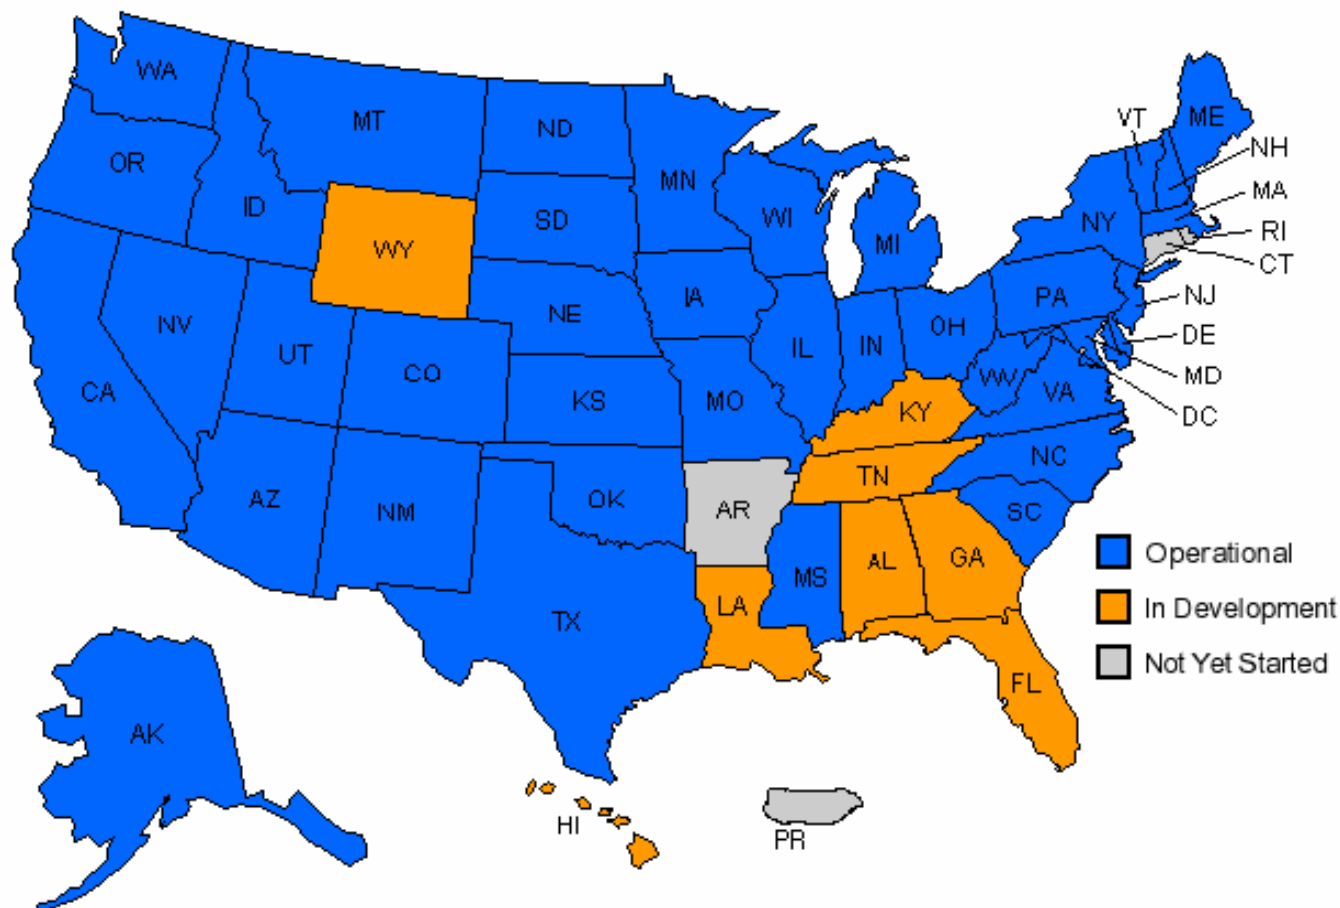 WA
MT
ND
VT
ME
OR
MN
NH
ID
SD
WI
MA
WY
MI
NY
RI
CT
NV
NE
IA
PA
NJ
UT
IL
IN
OH
DE
CO
MD
CA
KS
MO
WV
VA
DC
KY
NC
AZ
NM
OK
AR
TN
SC
Operational
MS
AL
GA
LA
In Development
TX
Not Yet Started
FL
AK
HI
PR